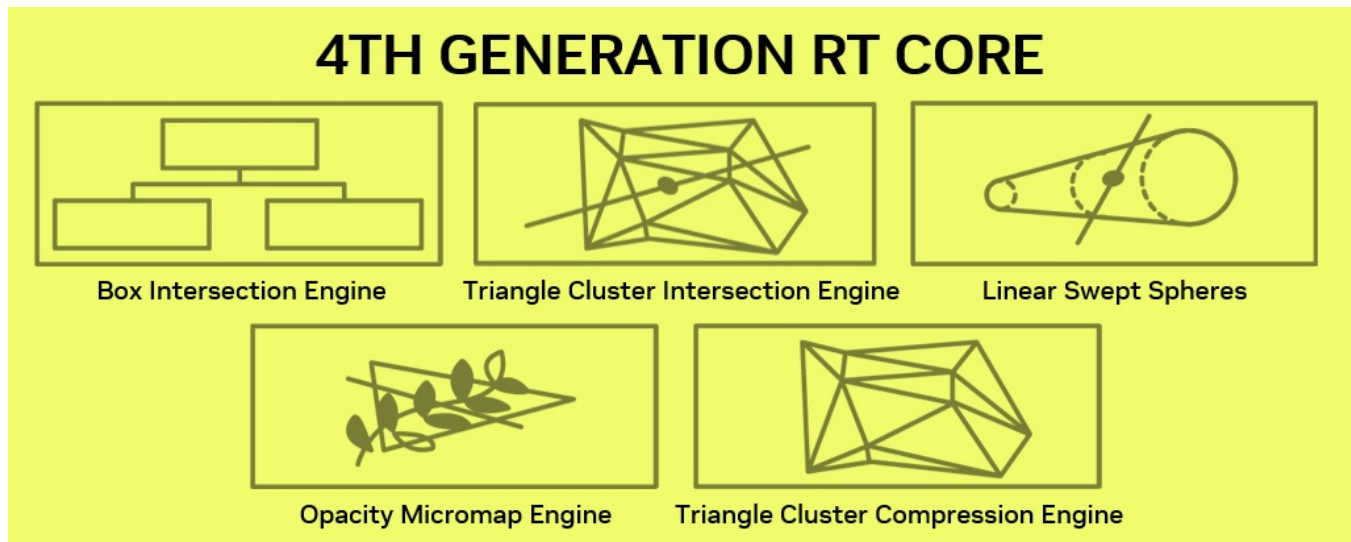 4TH GENERATION RT CORE
Box Intersection Engine
Triangle Cluster Intersection Engine
Linear Swept Spheres
Opacity Micromap Engine
Triangle Cluster Compression Engine